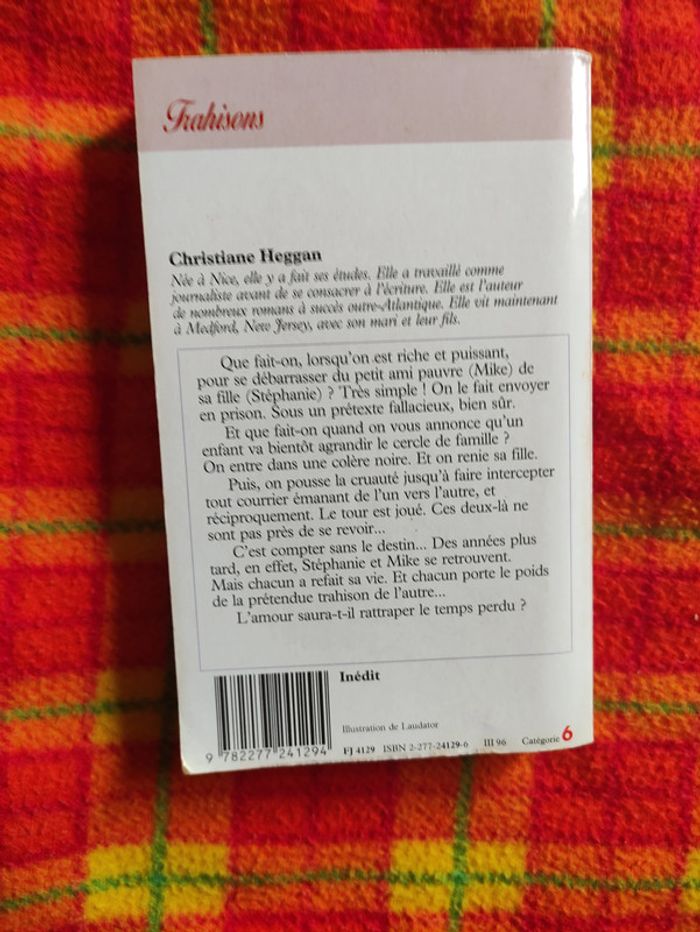 Trahisons
Christiane Heggan
Née à Nice, elle y a fait ses études. Elle a travaillé comme
journaliste avant de se consacrer à l'écriture. Elle est l'auteur
de nombreux romans à succès outre-Atlantique. Elle vit maintenant
à Medford, New Jersey, avec son mari et leur fils.
Que fait-on, lorsqu'on est riche et puissant,
pour se débarrasser du petit ami pauvre (Mike) de
sa fille (Stéphanie) ? Très simple ! On le fait envoyer
en prison. Sous un prétexte fallacieux, bien sûr.
Et que fait-on quand on vous annonce qu'un
enfant va bientôt agrandir le cercle de famille ?
On entre dans une colère noire. Et on renie sa fille.
Puis, on pousse la cruauté jusqu'à faire intercepter
tout courrier émanant de l'un vers l'autre, et
réciproquement. Le tour est joué. Ces deux-là ne
sont pas près de se revoir...
C'est compter sans le destin... Des années plus
tard, en effet, Stéphanie et Mike se retrouvent.
Mais chacun a refait sa vie. Et chacun porte le poids
de la prétendue trahison de l'autre...
L'amour saura-t-il rattraper le temps perdu ?
Inédit
Illustration de Laudator
9 782277 241294
FJ 4129 ISBN 2-277-24129-6 III 96 Catégorie 6